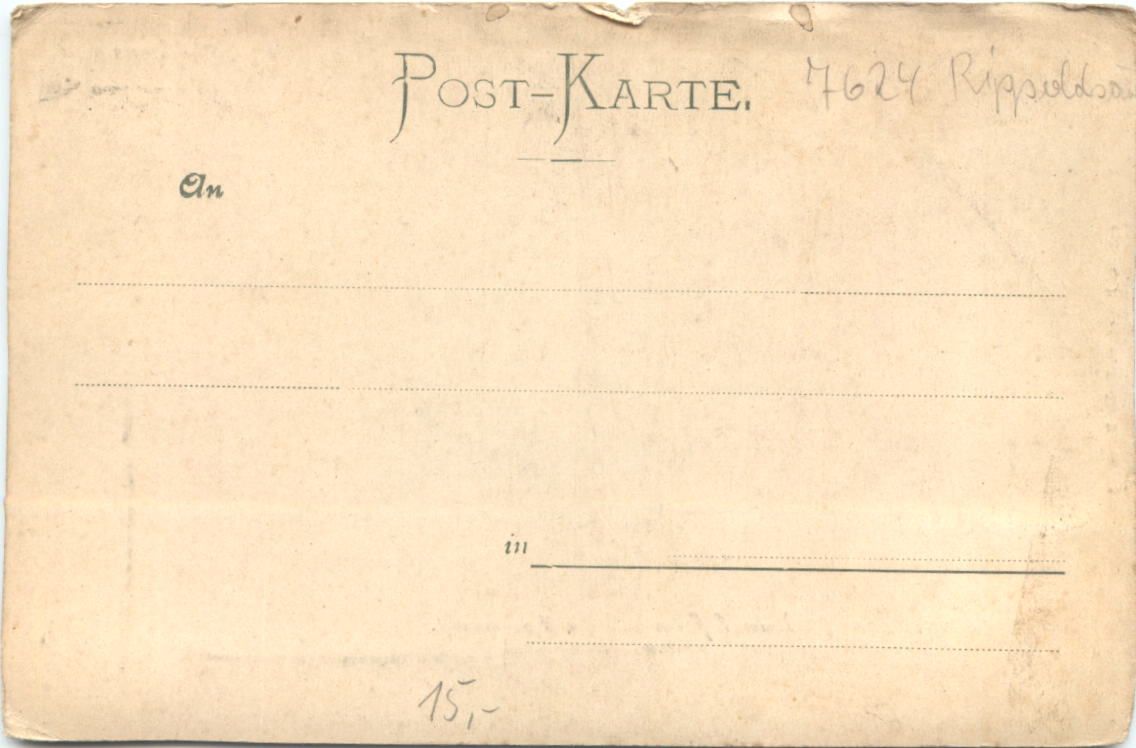 POST-KARTE.
7624 Rippoldsau
An
in
15,-